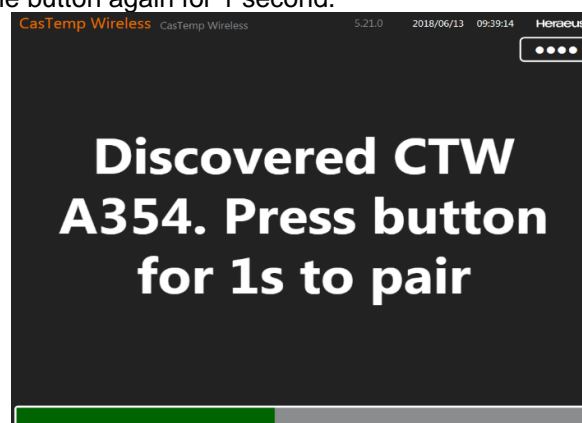 e button again for 1 second.
CasTemp Wireless CasTemp Wireless 5.21.0 2018/06/13 09:39:14 Heraeus
Discovered CTW
A354. Press button
for 1s to pair